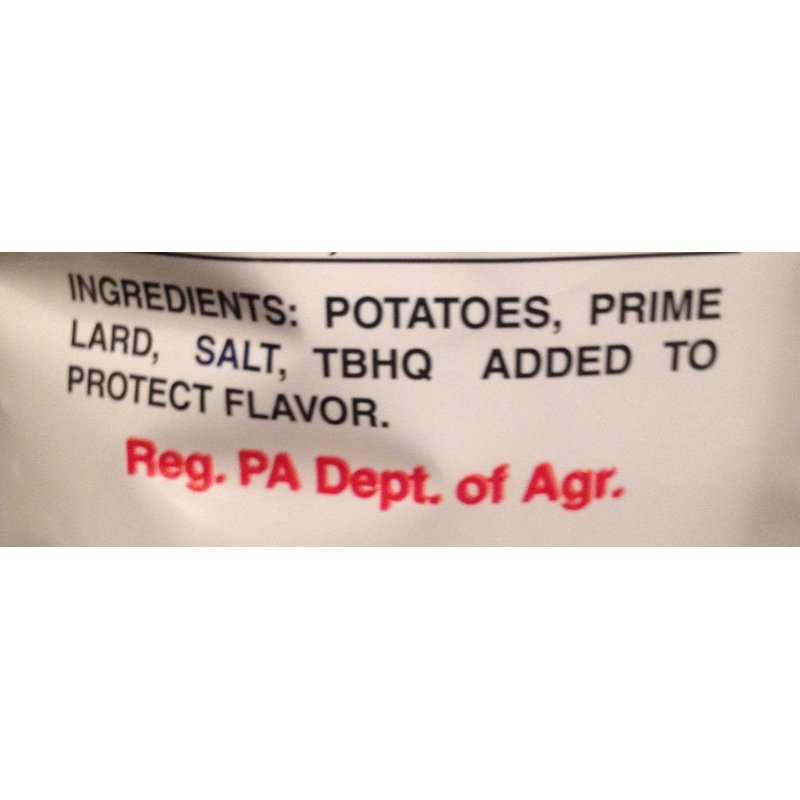 INGREDIENTS: POTATOES, PRIME
LARD, SALT, TBHQ ADDED TO
PROTECT FLAVOR.
Reg. PA Dept. of Agr.